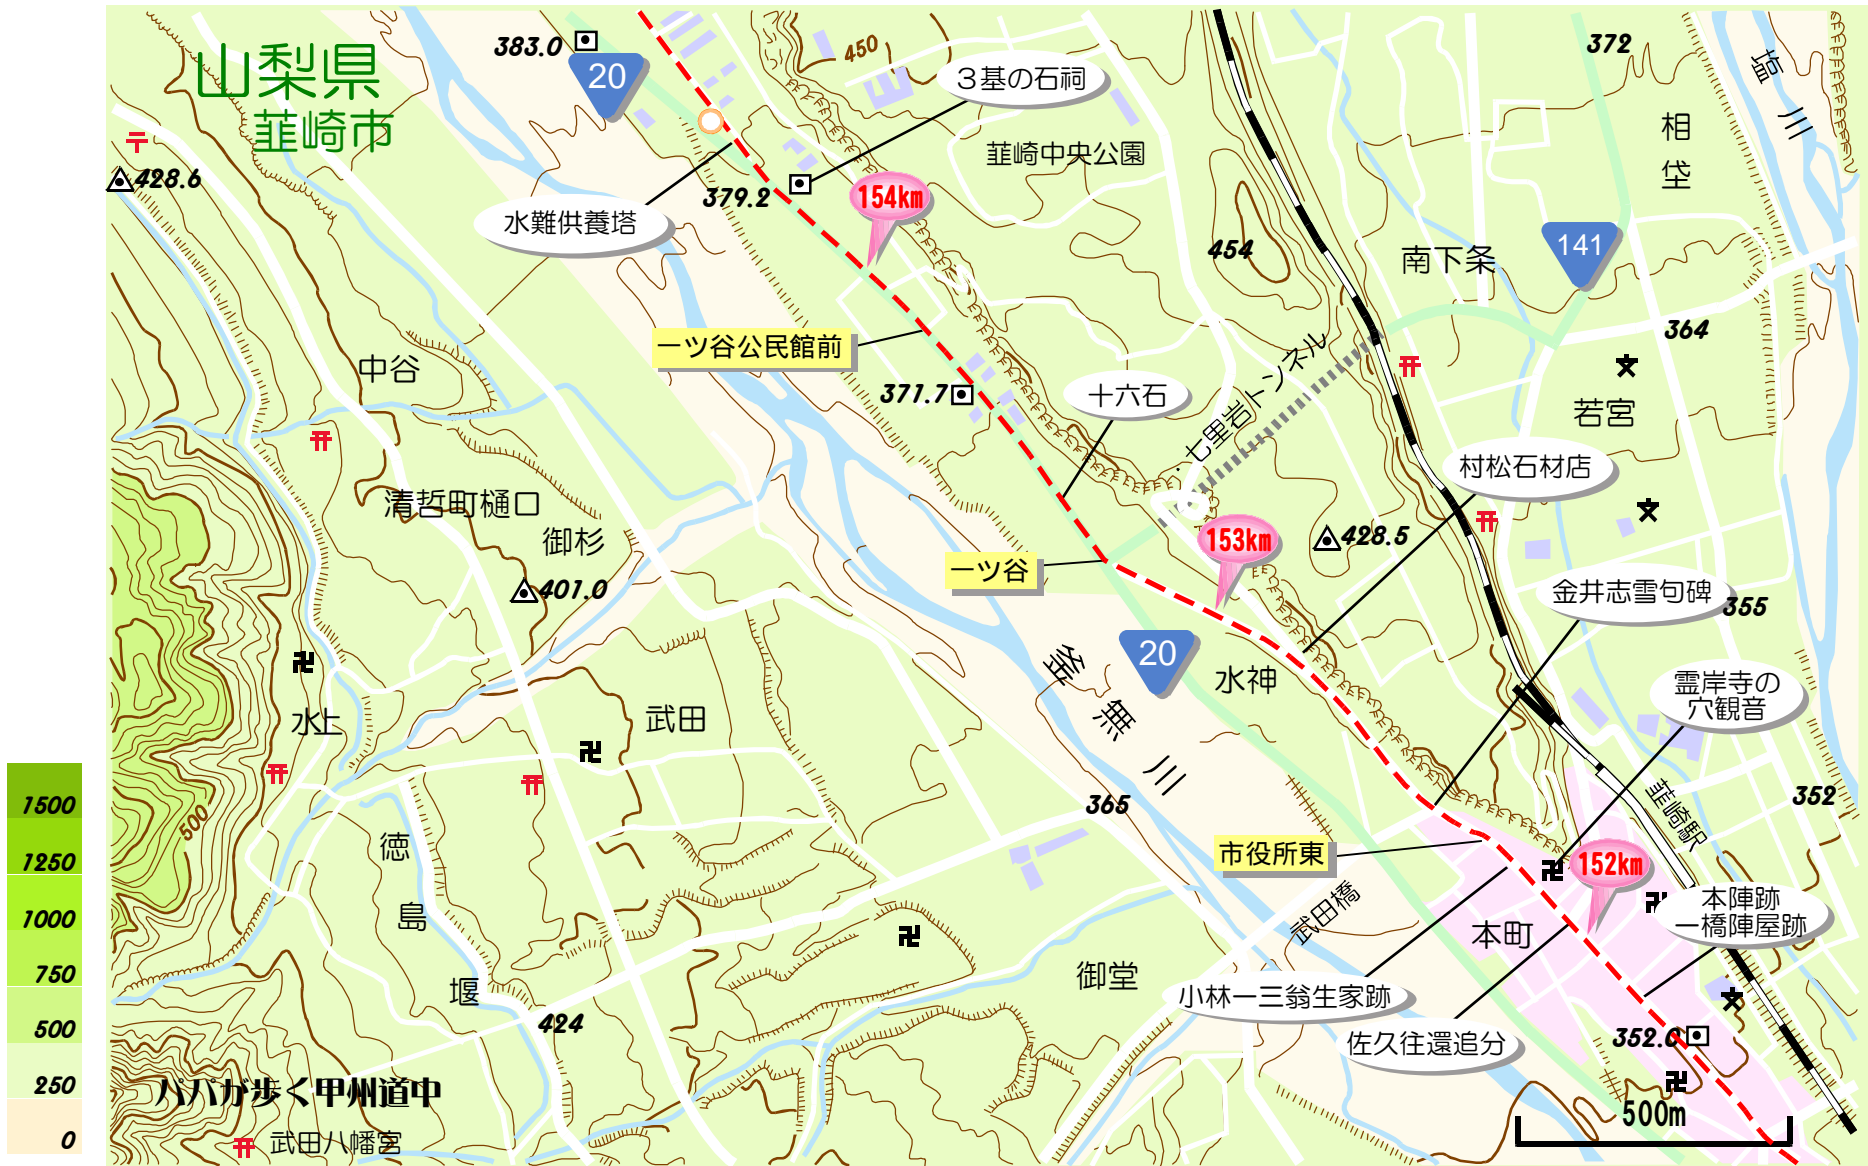 山梨県
韮崎市
383.0
20
450
３基の石祠
372
塩川
相垈
韮崎中央公園
428.6
379.2
154km
水難供養塔
454
南下条
141
364
一ツ谷公民館前
中谷
371.7
十六石
七里岩トンネル
若宮
村松石材店
清哲町樋口
御杉
401.0
153km
428.5
一ツ谷
金井志雪句碑
355
釜無川
20
水神
霊岸寺の
穴観音
水上
武田
365
352
韮崎駅
1500
1250
1000
750
500
250
0
500
徳島堰
市役所東
152km
武田橋
本陣跡
一橋陣屋跡
本町
御堂
小林一三翁生家跡
佐久往還追分
424
352.0
パパが歩く甲州道中
武田八幡宮
500m